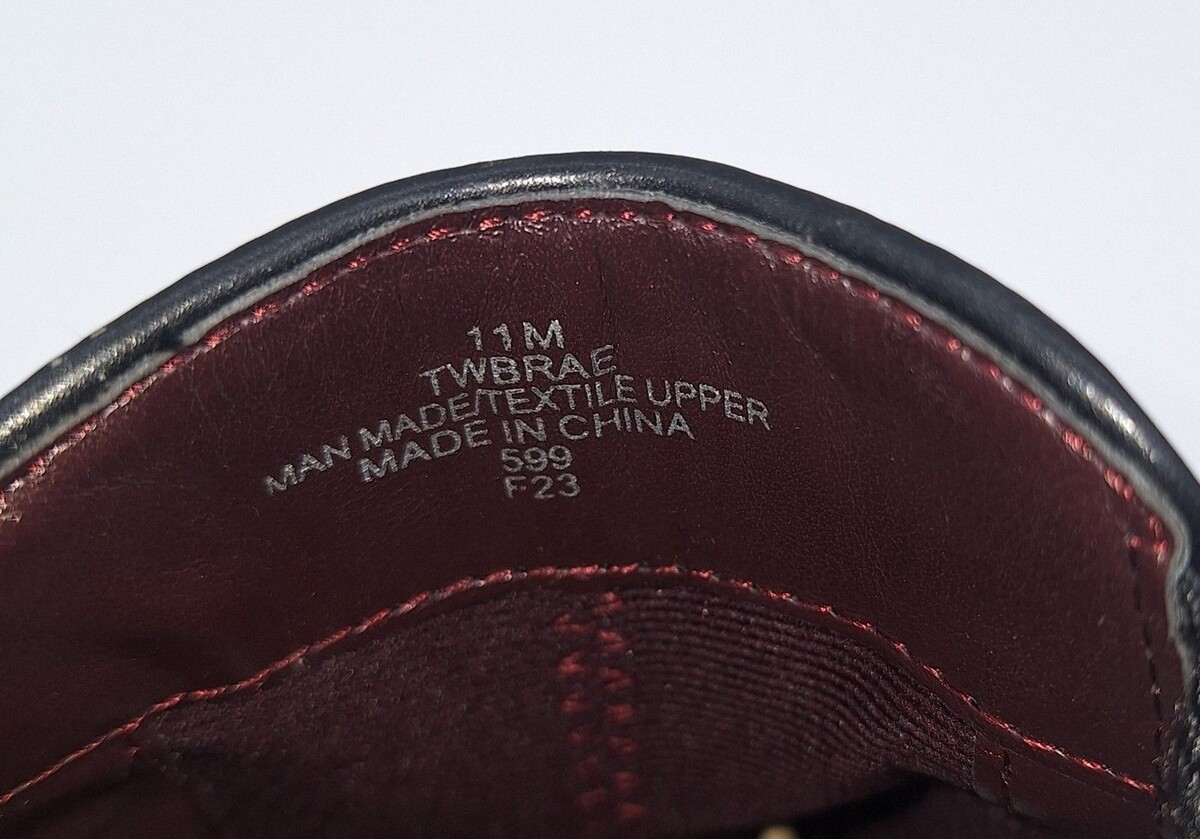 11M
TWBRAE
MAN MADE/TEXTILE UPPER
MADE IN CHINA
599
F23